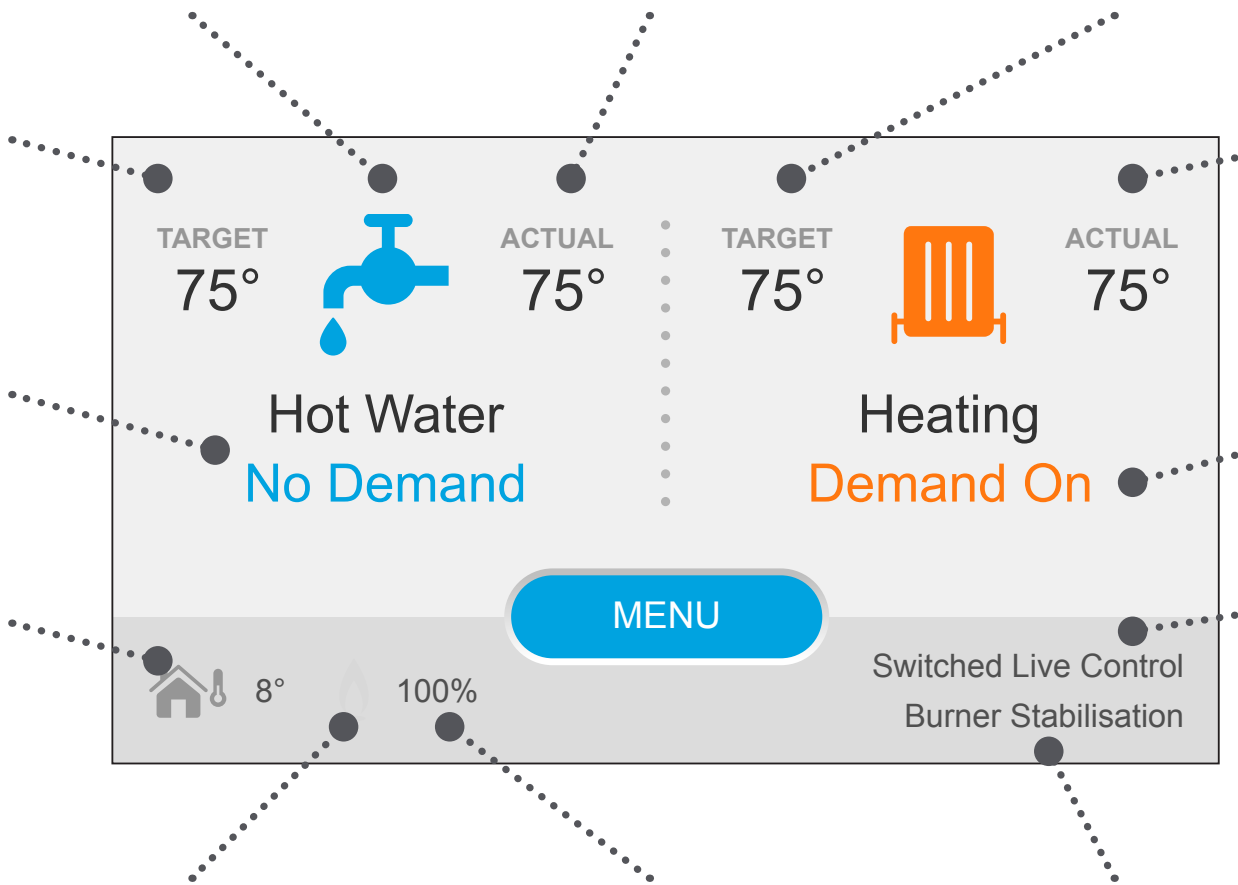 TARGET ACTUAL TARGET ACTUAL
75° 75° 75° 75°
Hot Water Heating
No Demand Demand On
MENU
8° 100% Switched Live Control
Burner Stabilisation